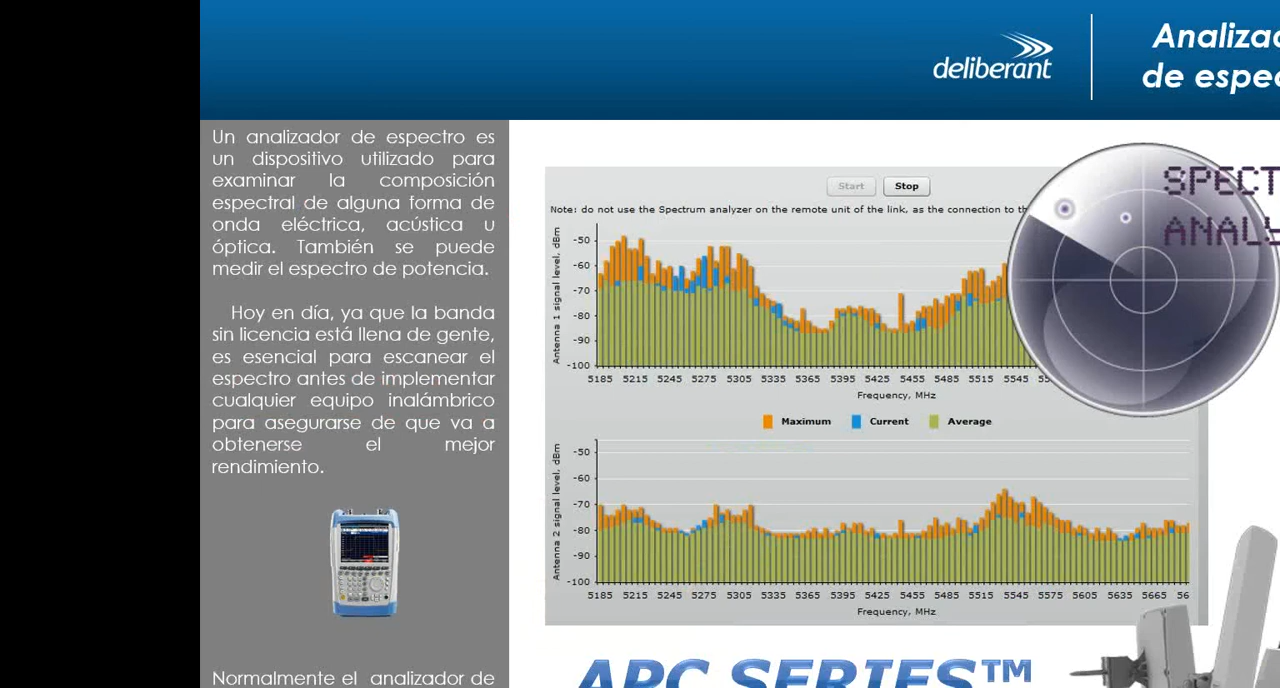 deliberant
Analizad
de espec
Un analizador de espectro es
un dispositivo utilizado para
examinar la composición
espectral de alguna forma de
onda eléctrica, acústica u
óptica. También se puede
medir el espectro de potencia.
Hoy en día, ya que la banda
sin licencia está llena de gente,
es esencial para escanear el
espectro antes de implementar
cualquier equipo inalámbrico
para asegurarse de que va a
obtenerse el mejor
rendimiento.
Normalmente el analizador de
Start Stop
Note: do not use the Spectrum analyzer on the remote unit of the link, as the connection to th
SPECT
ANALY
Antenna 1 signal level, dBm
-50
-60
-70
-80
-90
-100
5185 5215 5245 5275 5305 5335 5365 5395 5425 5455 5485 5515 5545 55
Frequency, MHz
Maximum Current Average
Antenna 2 signal level, dBm
-50
-60
-70
-80
-90
-100
5185 5215 5245 5275 5305 5335 5365 5395 5425 5455 5485 5515 5545 5575 5605 5635 5665 56
Frequency, MHz
APC SERIES™